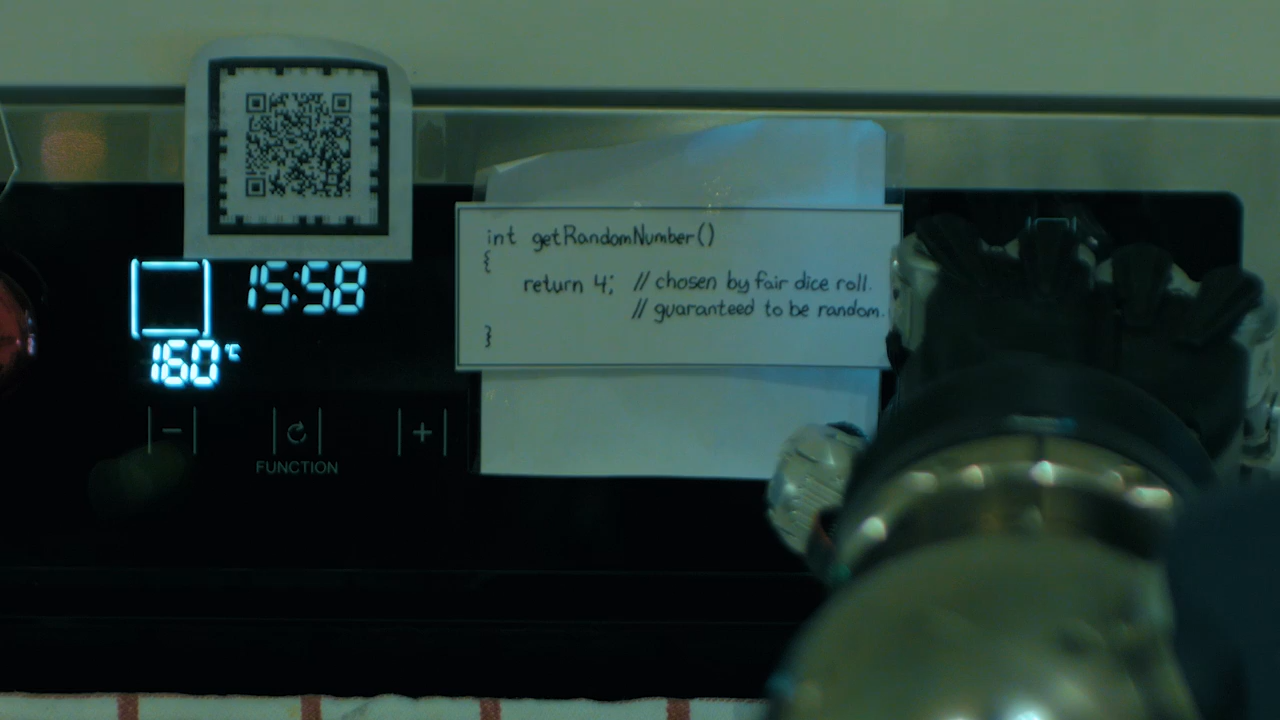 15:58
160°C
FUNCTION
int getRandomNumber()
{
return 4; // chosen by fair dice roll.
// guaranteed to be random.
}